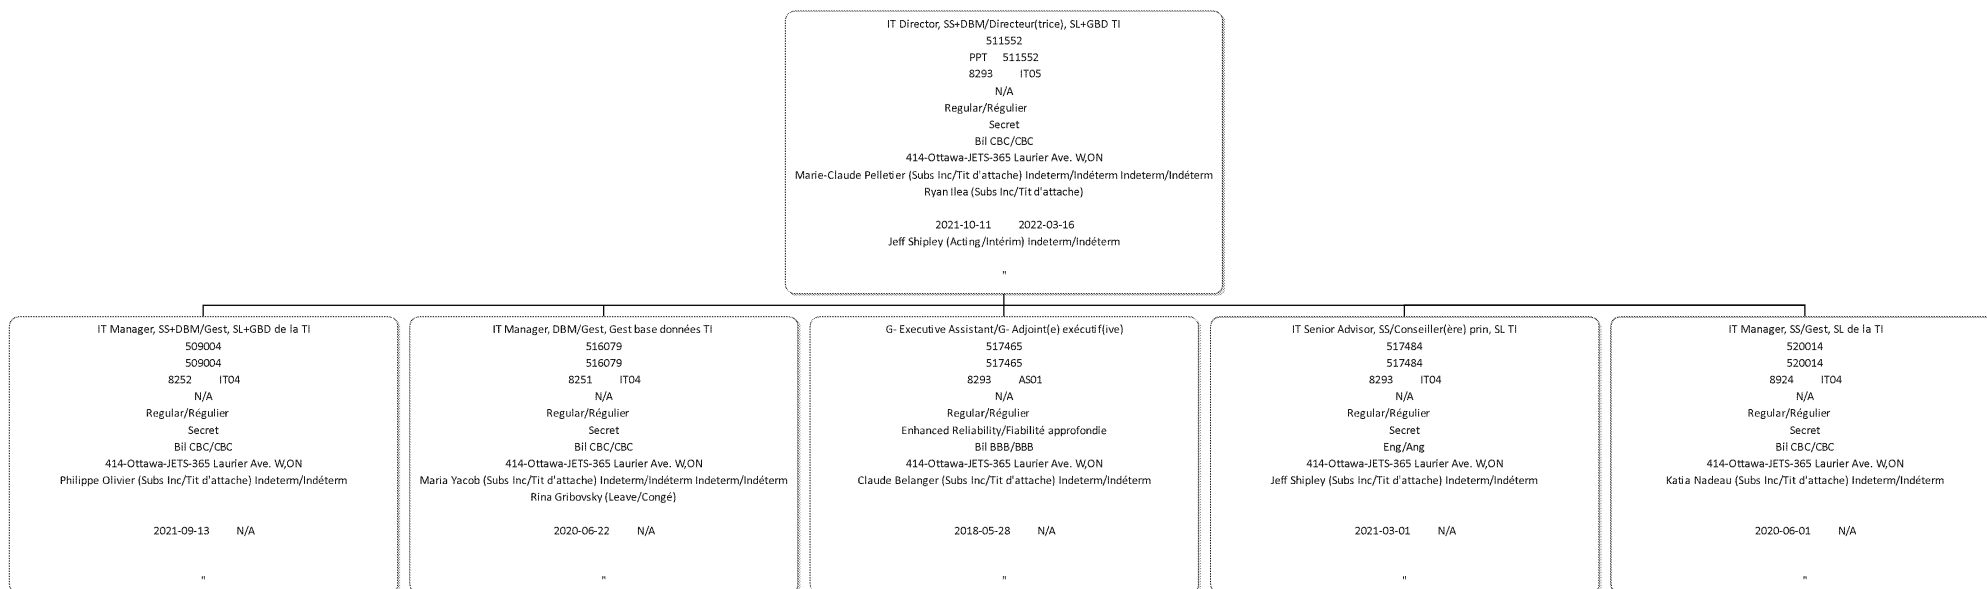 IT Director, SS+DBM/Directeur(trice), SL+GBD TI
511552
PPT 511552
8293 IT05
N/A
Regular/Régulier
Secret
Bil CBC/CBC
414-Ottawa-JETS-365 Laurier Ave. W,ON
Marie-Claude Pelletier (Subs Inc/Tit d'attache) Indeterm/Indéterm Indeterm/Indéterm
Ryan Ilea (Subs Inc/Tit d'attache)
2021-10-11 2022-03-16
Jeff Shipley (Acting/Intérim) Indeterm/Indéterm
"
IT Manager, SS+DBM/Gest, SL+GBD de la TI
509004
509004
8252 IT04
N/A
Regular/Régulier
Secret
Bil CBC/CBC
414-Ottawa-JETS-365 Laurier Ave. W,ON
Philippe Olivier (Subs Inc/Tit d'attache) Indeterm/Indéterm
2021-09-13 N/A
"
IT Manager, DBM/Gest, Gest base données TI
516079
516079
8251 IT04
N/A
Regular/Régulier
Secret
Bil CBC/CBC
414-Ottawa-JETS-365 Laurier Ave. W,ON
Maria Yacob (Subs Inc/Tit d'attache) Indeterm/Indéterm Indeterm/Indéterm
Rina Gribovsky (Leave/Congé)
2020-06-22 N/A
"
G- Executive Assistant/G- Adjoint(e) exécutif(ive)
517465
517465
8293 AS01
N/A
Regular/Régulier
Enhanced Reliability/Fiabilité approfondie
Bil BBB/BBB
414-Ottawa-JETS-365 Laurier Ave. W,ON
Claude Belanger (Subs Inc/Tit d'attache) Indeterm/Indéterm
2018-05-28 N/A
"
IT Senior Advisor, SS/Conseiller(ère) prin, SL TI
517484
517484
8293 IT04
N/A
Regular/Régulier
Secret
Eng/Ang
414-Ottawa-JETS-365 Laurier Ave. W,ON
Jeff Shipley (Subs Inc/Tit d'attache) Indeterm/Indéterm
2021-03-01 N/A
"
IT Manager, SS/Gest, SL de la TI
520014
520014
8924 IT04
N/A
Regular/Régulier
Secret
Bil CBC/CBC
414-Ottawa-JETS-365 Laurier Ave. W,ON
Katia Nadeau (Subs Inc/Tit d'attache) Indeterm/Indéterm
2020-06-01 N/A
"